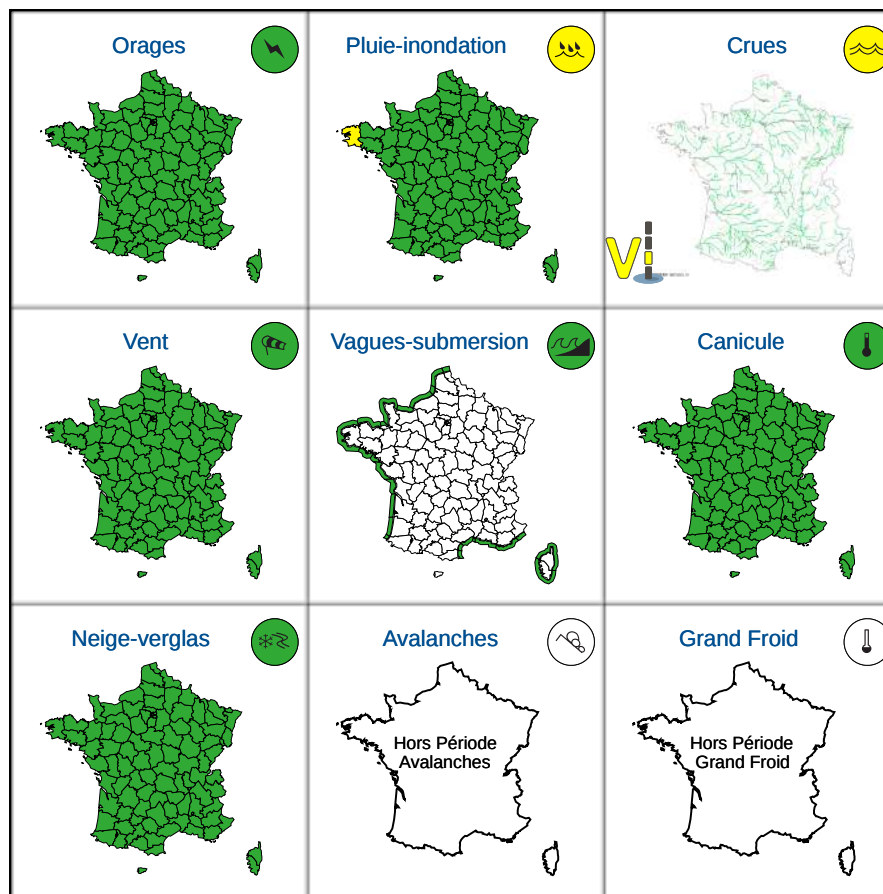 Orages
Pluie-inondation
Crues
Vi
Vent
Vagues-submersion
Canicule
Neige-verglas
Avalanches
Grand Froid
Hors Période
Avalanches
Hors Période
Grand Froid